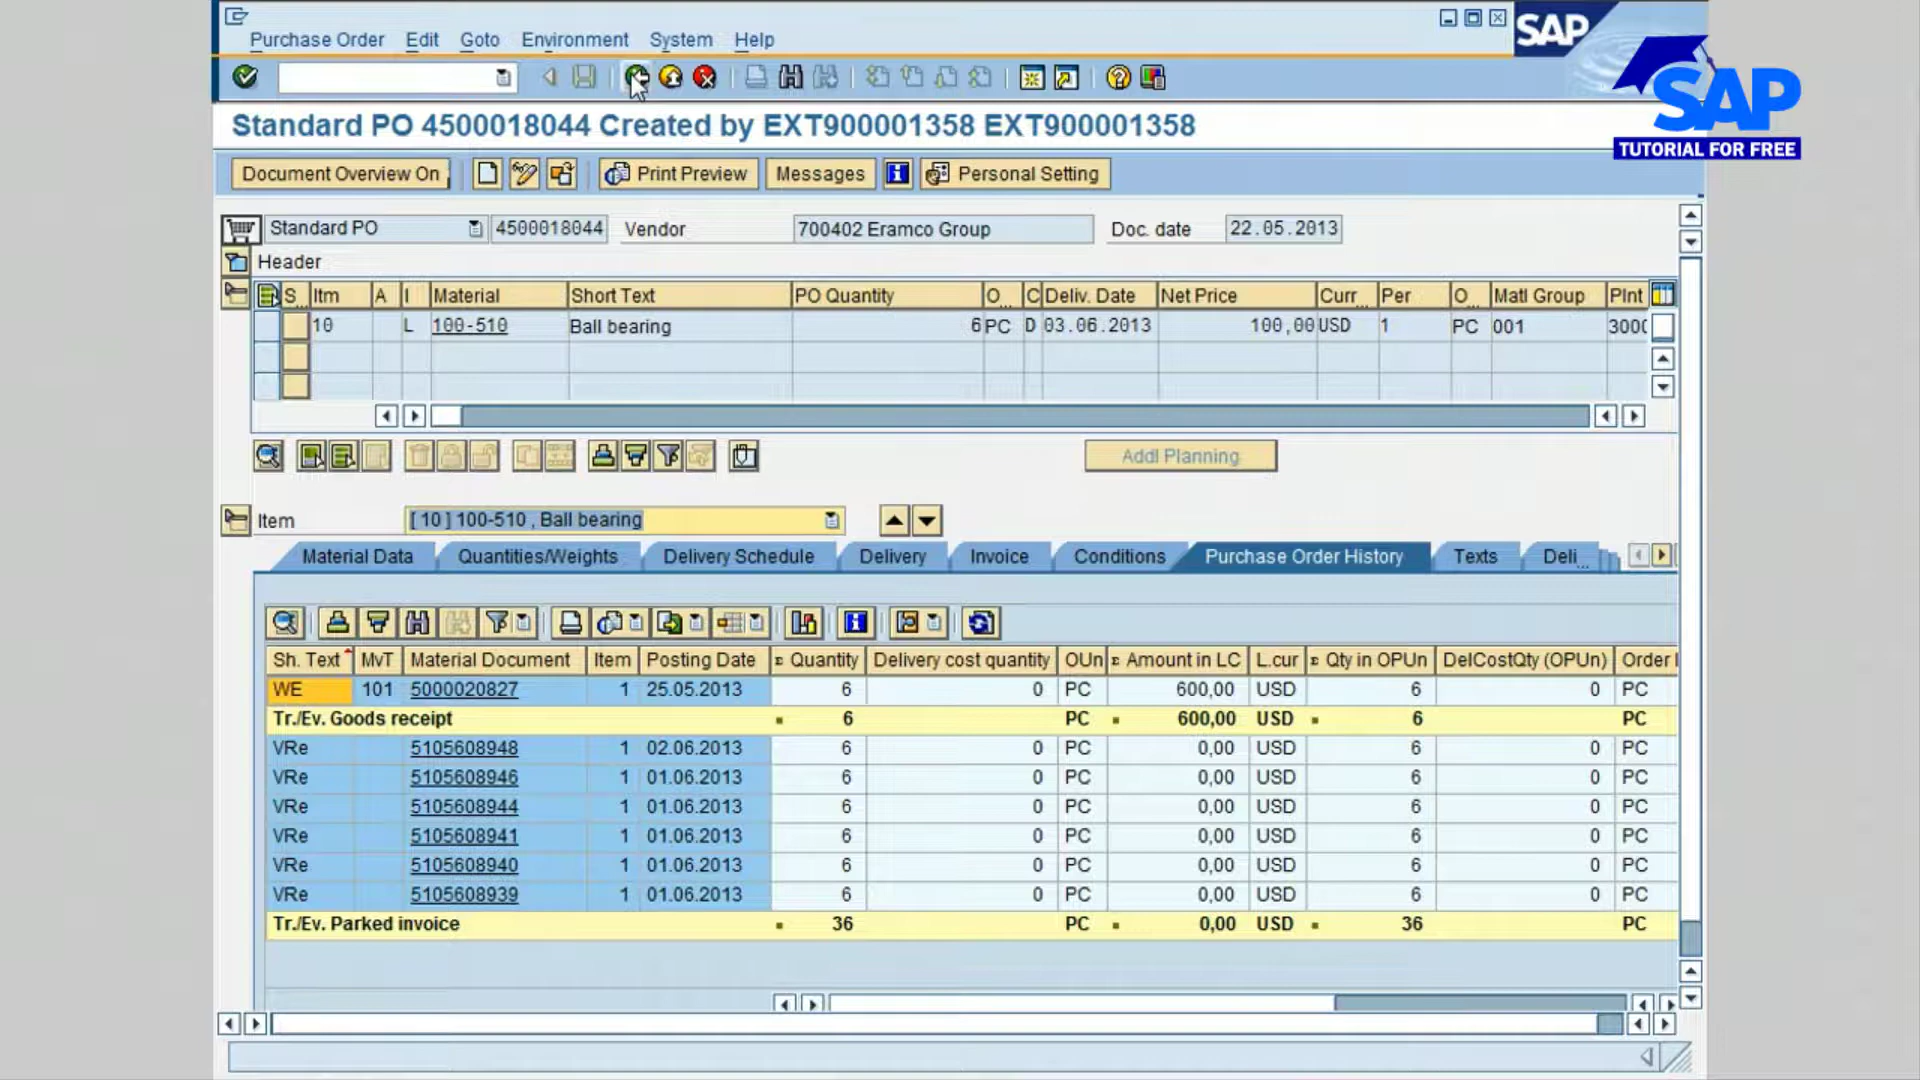 Purchase Order Edit Goto Environment System Help
SAP
SAP
TUTORIAL FOR FREE
Standard PO 4500018044 Created by EXT900001358 EXT900001358
Document Overview On Print Preview Messages Personal Setting
Standard PO 4500018044 Vendor 700402 Eramco Group Doc. date 22.05.2013
Header
S... Itm A I Material Short Text PO Quantity O... C Deliv. Date Net Price Curr... Per O... Matl Group Plnt
10 L 100-510 Ball bearing 6 PC D 03.06.2013 100,00 USD 1 PC 001 3000
Addl Planning
Item [ 10 ] 100-510 , Ball bearing
Material Data Quantities/Weights Delivery Schedule Delivery Invoice Conditions Purchase Order History Texts Deli...
Sh. Text MvT Material Document Item Posting Date Σ Quantity Delivery cost quantity OUn Σ Amount in LC L.cur Σ Qty in OPUn DelCostQty (OPUn) Order
WE 101 5000020827 1 25.05.2013 6 0 PC 600,00 USD 6 0 PC
Tr./Ev. Goods receipt 6 PC 600,00 USD 6 PC
VRe 5105608948 1 02.06.2013 6 0 PC 0,00 USD 6 0 PC
VRe 5105608946 1 01.06.2013 6 0 PC 0,00 USD 6 0 PC
VRe 5105608944 1 01.06.2013 6 0 PC 0,00 USD 6 0 PC
VRe 5105608941 1 01.06.2013 6 0 PC 0,00 USD 6 0 PC
VRe 5105608940 1 01.06.2013 6 0 PC 0,00 USD 6 0 PC
VRe 5105608939 1 01.06.2013 6 0 PC 0,00 USD 6 0 PC
Tr./Ev. Parked invoice 36 PC 0,00 USD 36 PC